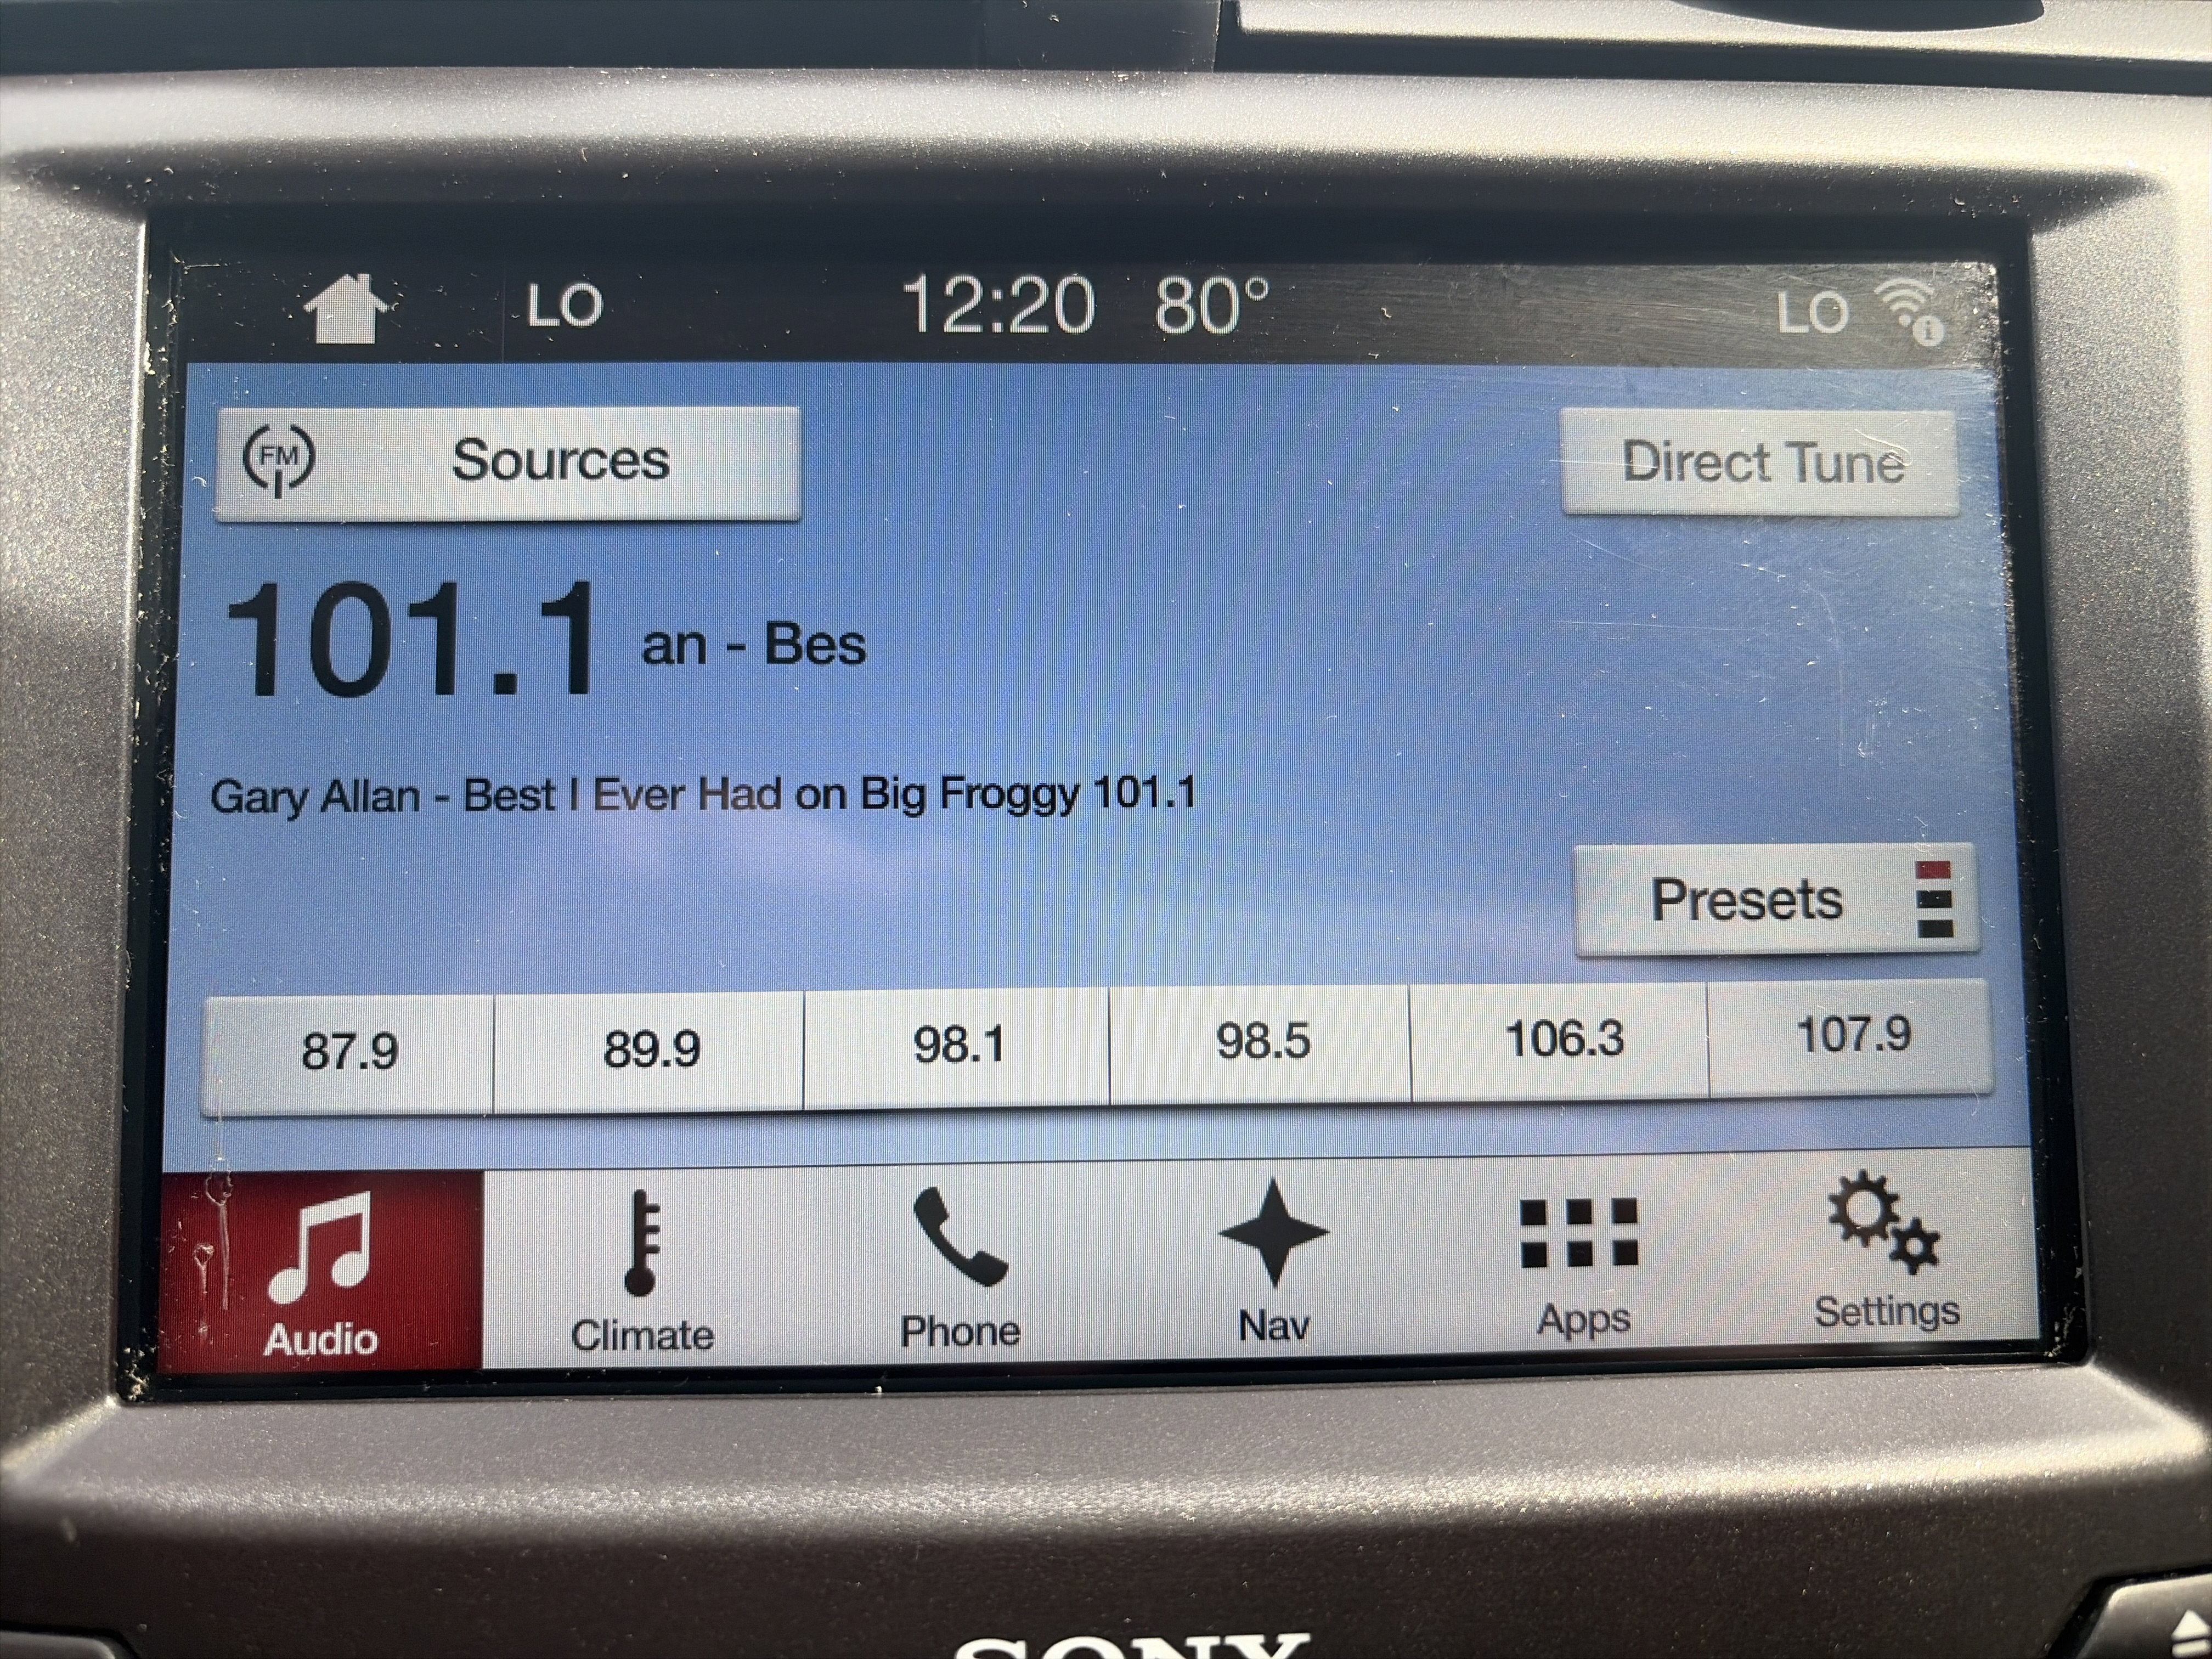 LO 12:20 80° LO
FM Sources Direct Tune
101.1 an - Bes
Gary Allan - Best I Ever Had on Big Froggy 101.1
Presets
87.9 89.9 98.1 98.5 106.3 107.9
Audio Climate Phone Nav Apps Settings
SONY